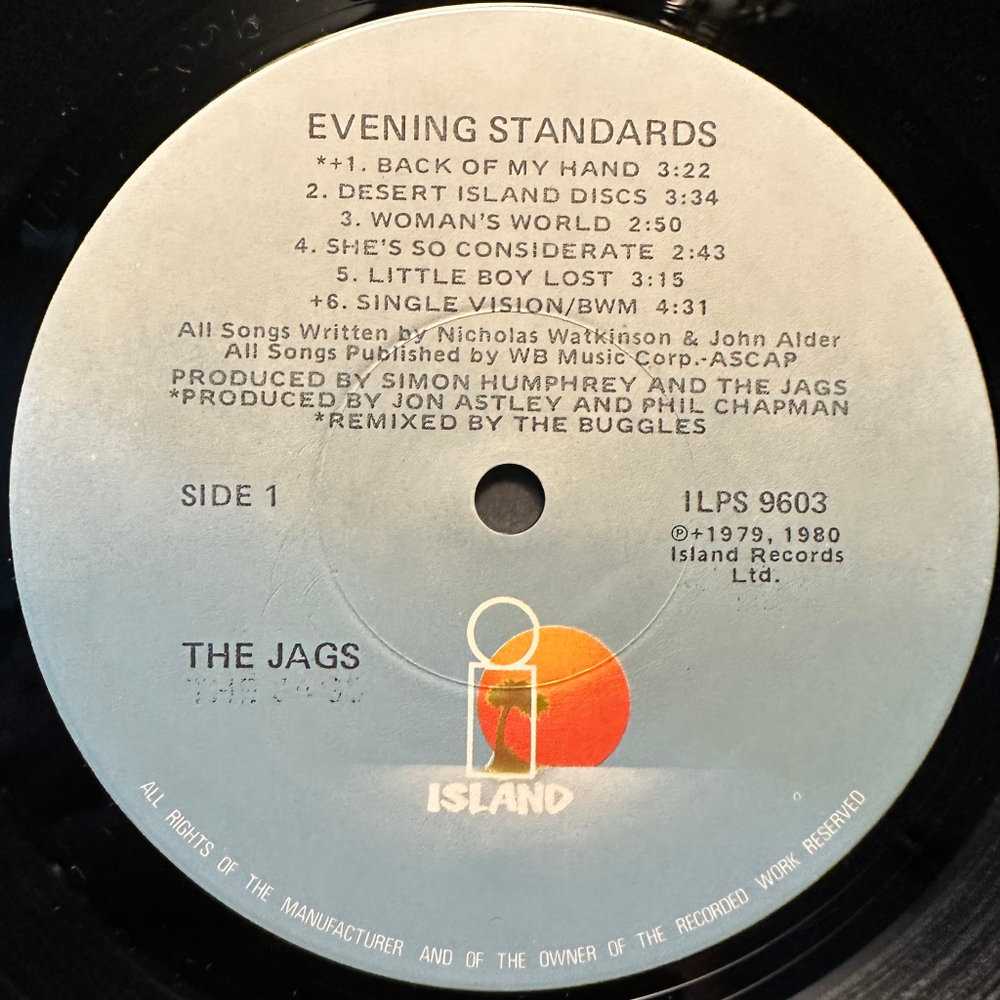 EVENING STANDARDS
*+1. BACK OF MY HAND 3:22
2. DESERT ISLAND DISCS 3:34
3. WOMAN'S WORLD 2:50
4. SHE'S SO CONSIDERATE 2:43
5. LITTLE BOY LOST 3:15
+6. SINGLE VISION/BWM 4:31
All Songs Written by Nicholas Watkinson & John Alder
All Songs Published by WB Music Corp.-ASCAP
PRODUCED BY SIMON HUMPHREY AND THE JAGS
*PRODUCED BY JON ASTLEY AND PHIL CHAPMAN
*REMIXED BY THE BUGGLES
SIDE 1
ILPS 9603
℗+1979, 1980
Island Records
Ltd.
THE JAGS
THE JAGS
ISLAND
ALL RIGHTS OF THE MANUFACTURER AND OF THE OWNER OF THE RECORDED WORK RESERVED